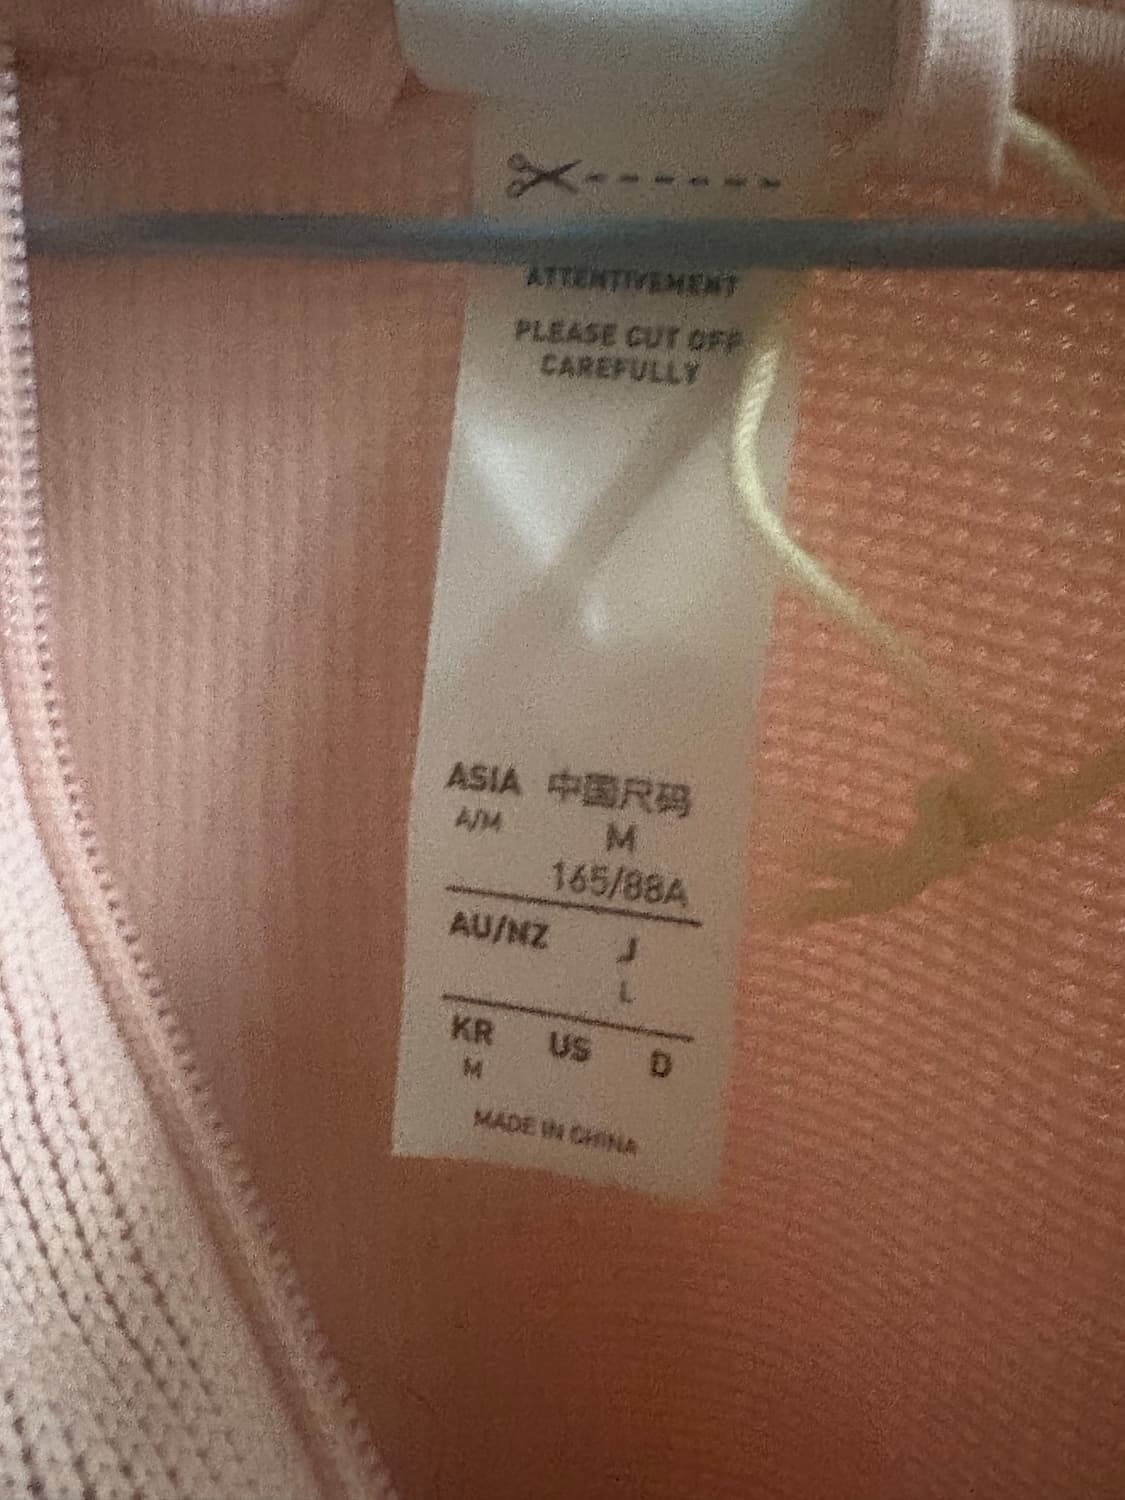 ATTENTIVEMENT
PLEASE CUT OFF
CAREFULLY
ASIA 中国尺码
A/M M
165/88A
AU/NZ J
L
KR US D
M
MADE IN CHINA